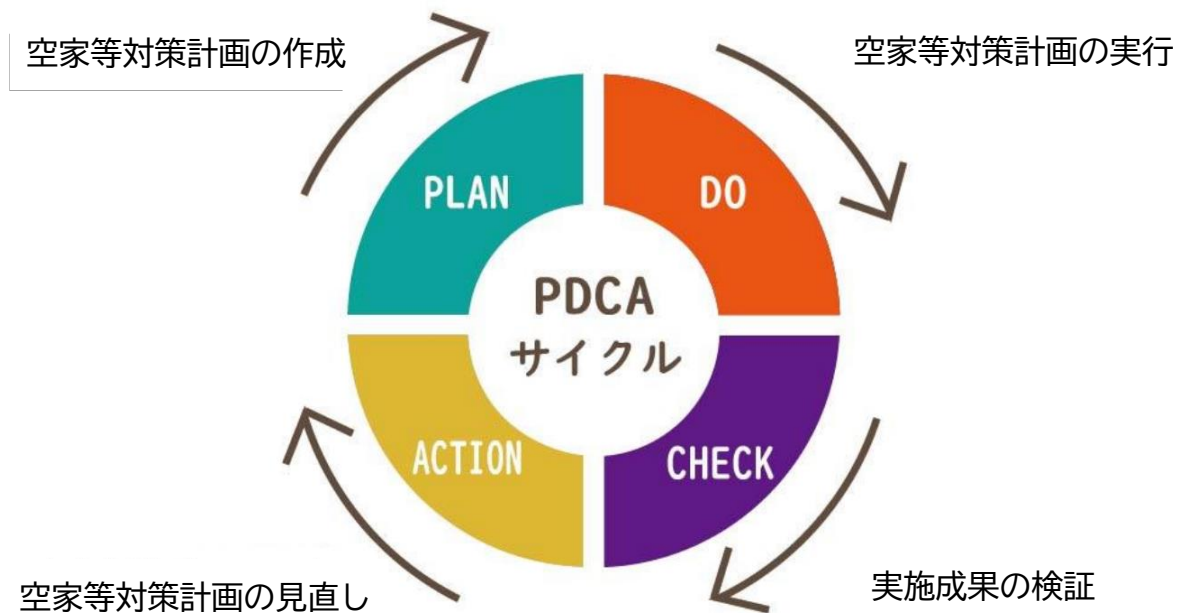 空家等対策計画の作成
空家等対策計画の実行
PLAN
DO
PDCA
サイクル
ACTION
CHECK
空家等対策計画の見直し
実施成果の検証